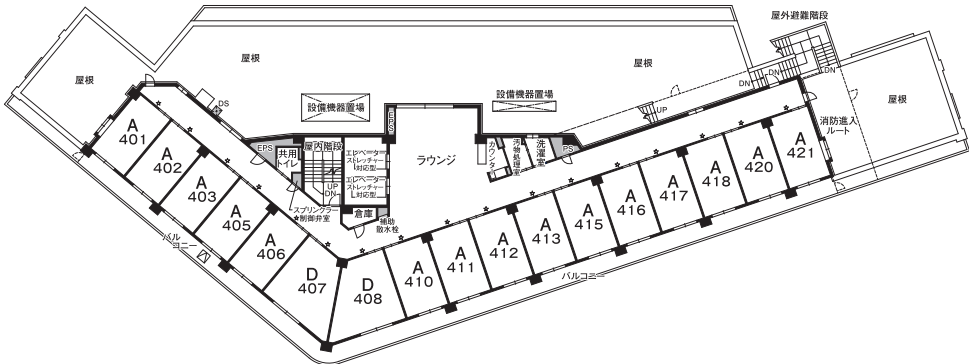 屋外避難階段
屋根
屋根
屋根
屋根
設備機器置場
設備機器置場
DN
DN
DN
UP
DS
消防進入
ルート
EPS
EPS
共用
トイレ
屋内階段
UP
DN
エレベーター
ストレッチャー
対応型
エレベーター
ストレッチャー
対応型
ラウンジ
カウンター
汚物処理室
洗濯室
PS
スプリンクラー
制御弁室
倉庫
補助
散水栓
A
401
A
402
A
403
A
405
A
406
D
407
D
408
A
410
A
411
A
412
A
413
A
415
A
416
A
417
A
418
A
420
A
421
バル
コニー
バルコニー